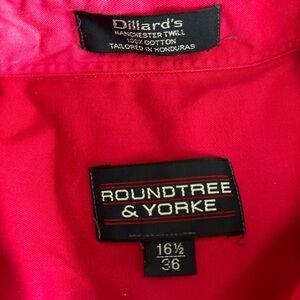 Dillard's
MANCHESTER TWILL
100% COTTON
TAILORED IN HONDURAS
ROUNDTREE
& YORKE
16½
36